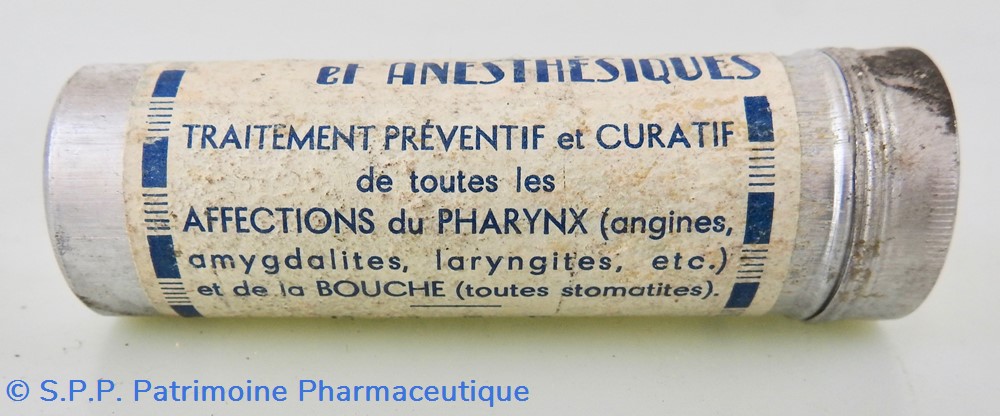 et ANESTHÉSIQUES
TRAITEMENT PRÉVENTIF et CURATIF
de toutes les
AFFECTIONS du PHARYNX (angines,
amygdalites, laryngites, etc.)
et de la BOUCHE (toutes stomatites).
© S.P.P. Patrimoine Pharmaceutique